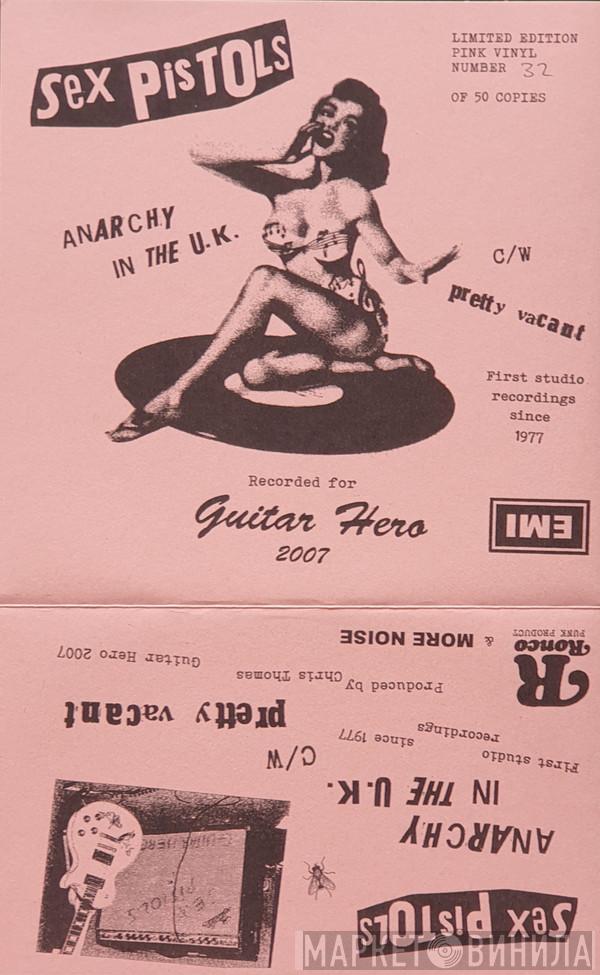 Sex PisTOLs
LIMITED EDITION
PINK VINYL
NUMBER 32
OF 50 COPIES
ANARCHY
IN THE U.K.
C/W
pretty vacant
First studio
recordings
since
1977
Recorded for
Guitar Hero
2007
EMI
Sex PisTOLs
ANARCHY
IN THE U.K.
First studio
recordings
since 1977
C/W
pretty vacant
Produced by Chris Thomas
Guitar Hero 2007
R
Ronco
PUNK PRODUCT
& MORE NOISE
GUITAR HERO
МАРКЕТ ВИНИЛА